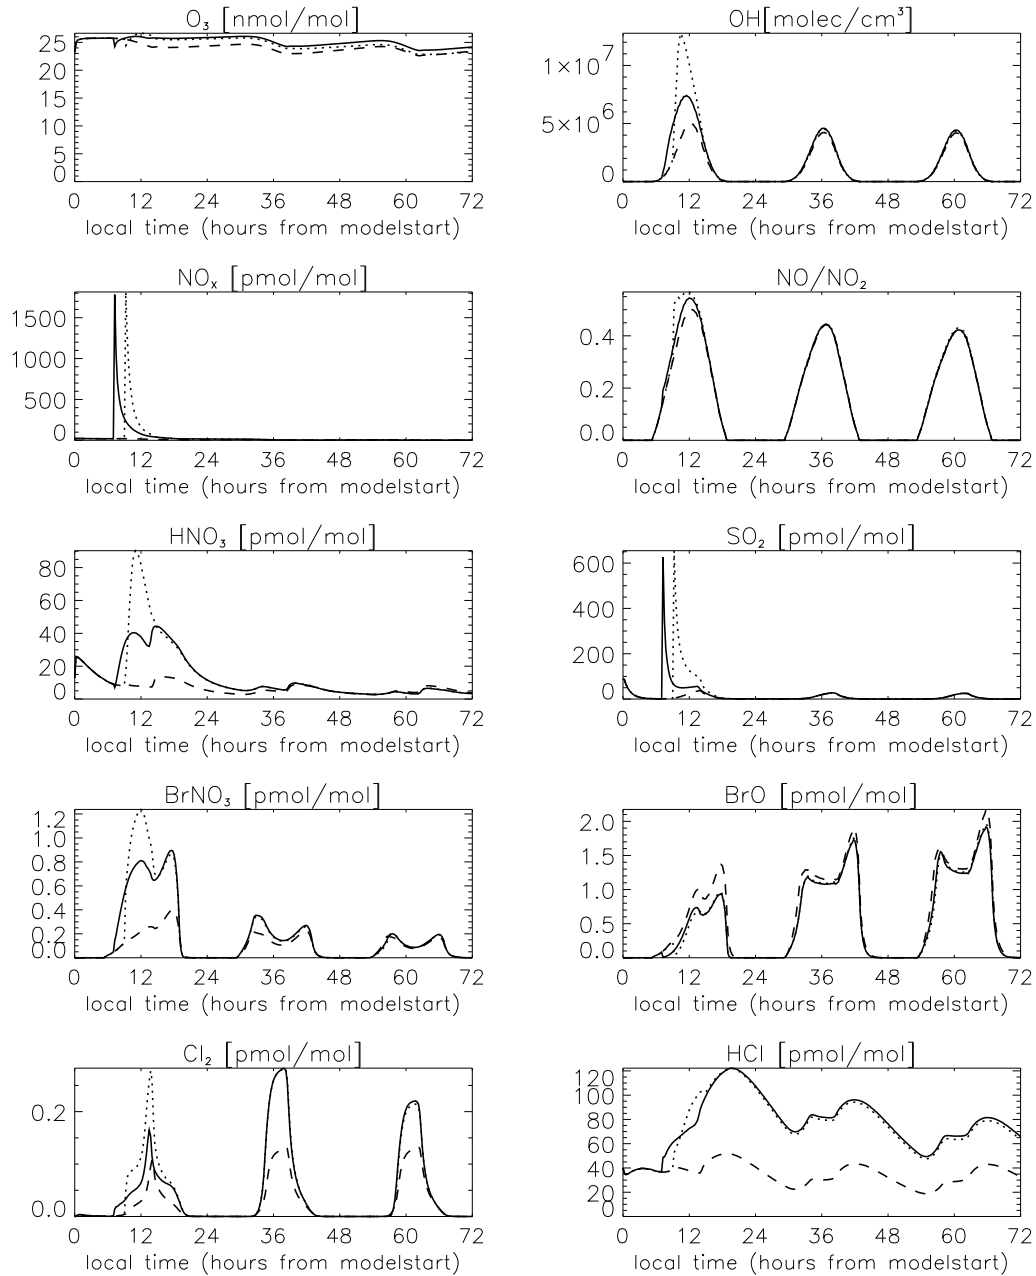 O₃ [nmol/mol]
25
20
15
10
5
0
0 12 24 36 48 60 72
local time (hours from modelstart)
OH[molec/cm³]
1×10⁷
5×10⁶
0
0 12 24 36 48 60 72
local time (hours from modelstart)
NOₓ [pmol/mol]
1500
1000
500
0
0 12 24 36 48 60 72
local time (hours from modelstart)
NO/NO₂
0.4
0.2
0.0
0 12 24 36 48 60 72
local time (hours from modelstart)
HNO₃ [pmol/mol]
80
60
40
20
0
0 12 24 36 48 60 72
local time (hours from modelstart)
SO₂ [pmol/mol]
600
400
200
0
0 12 24 36 48 60 72
local time (hours from modelstart)
BrNO₃ [pmol/mol]
1.2
1.0
0.8
0.6
0.4
0.2
0.0
0 12 24 36 48 60 72
local time (hours from modelstart)
BrO [pmol/mol]
2.0
1.5
1.0
0.5
0.0
0 12 24 36 48 60 72
local time (hours from modelstart)
Cl₂ [pmol/mol]
0.2
0.0
0 12 24 36 48 60 72
local time (hours from modelstart)
HCl [pmol/mol]
120
100
80
60
40
20
0
0 12 24 36 48 60 72
local time (hours from modelstart)